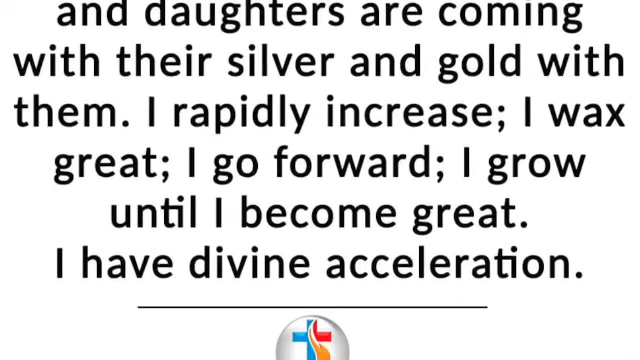 and daughters are coming
with their silver and gold with
them. I rapidly increase; I wax
great; I go forward; I grow
until I become great.
I have divine acceleration.